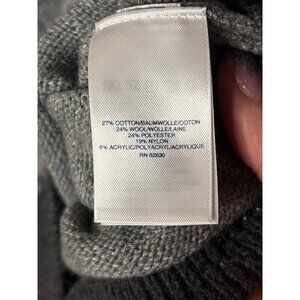 27% COTTON/BAUMWOLLE/COTON
24% WOOL/WOLLE/LAINE
24% POLYESTER
19% NYLON
6% ACRYLIC/POLYACRYL/ACRYLIQUE
RN 62830